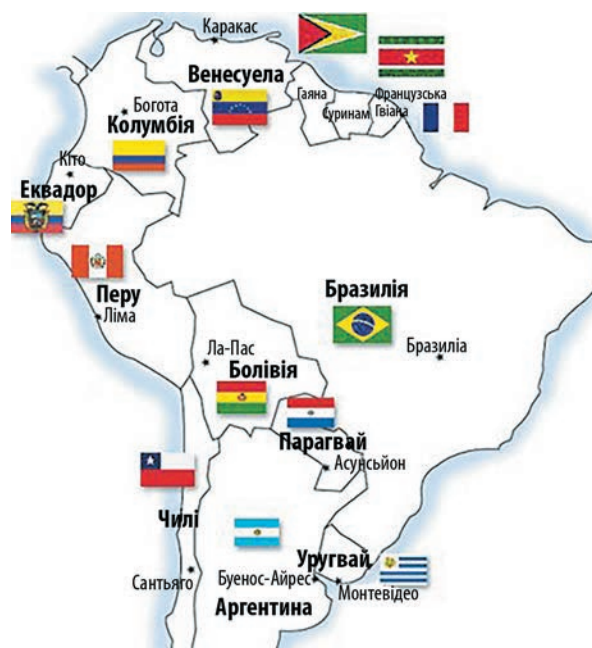 Каракас
Венесуела
Гаяна
Суринам
Французська
Гвіана
Богота
Колумбія
Кіто
Еквадор
Перу
Ліма
Бразилія
Бразиліа
Ла-Пас
Болівія
Парагвай
Асунсьйон
Чилі
Сантьяго
Уругвай
Буенос-Айрес
Монтевідео
Аргентина